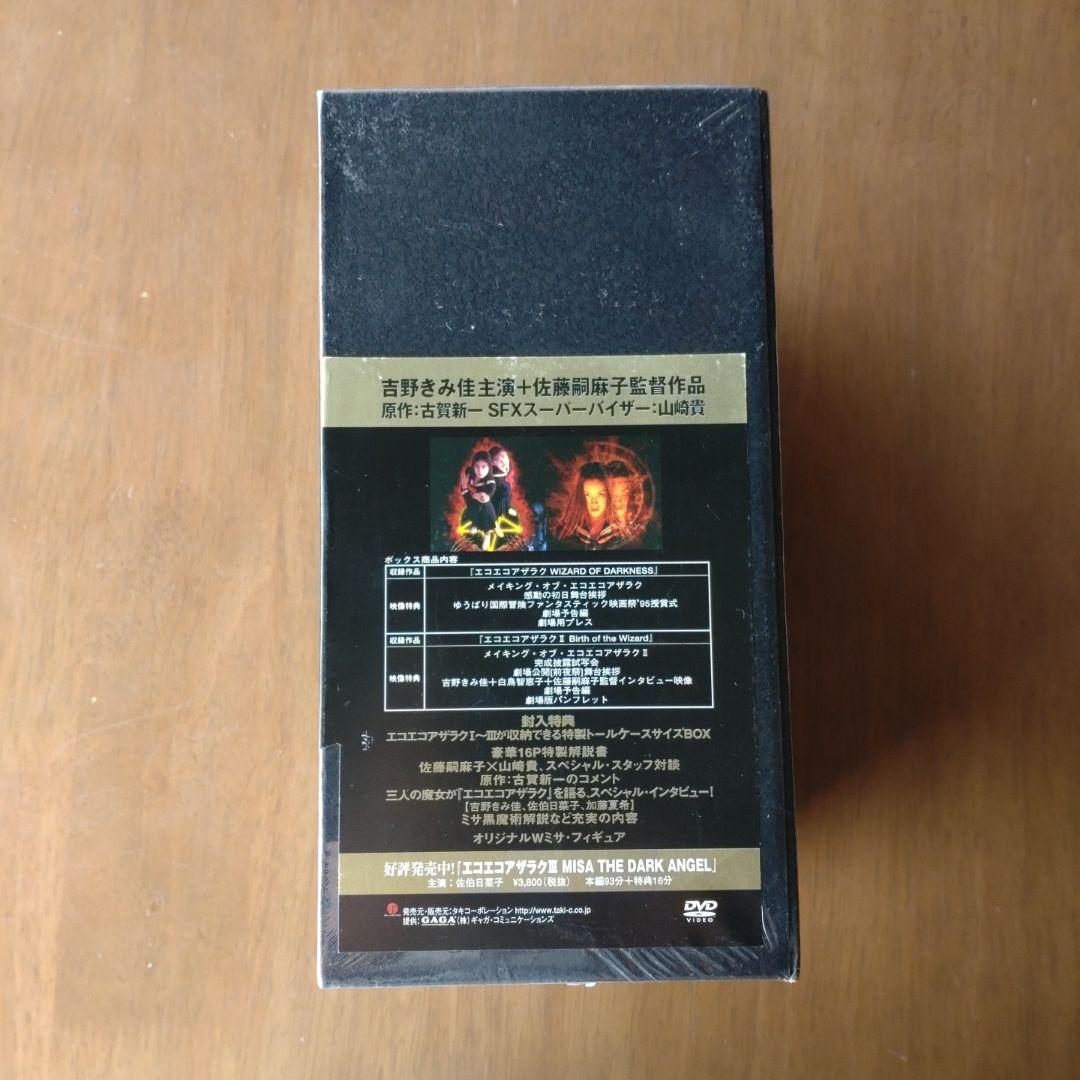 吉野きみ佳主演＋佐藤嗣麻子監督作品
原作：古賀新一 SFXスーパーバイザー：山崎貴
ボックス商品内容
収録作品 『エコエコアザラク WIZARD OF DARKNESS』
映像特典
メイキング・オブ・エコエコアザラク
感動の初日舞台挨拶
ゆうばり国際冒険ファンタスティック映画祭'95授賞式
劇場予告編
劇場用プレス
収録作品 『エコエコアザラクⅡ Birth of the Wizard』
映像特典
メイキング・オブ・エコエコアザラクⅡ
完成披露試写会
劇場公開［前夜祭］舞台挨拶
吉野きみ佳＋白鳥智恵子＋佐藤嗣麻子監督インタビュー映像
劇場予告編
劇場版パンフレット
封入特典
エコエコアザラクⅠ～Ⅲが収納できる特製トールケースサイズBOX
豪華16P特製解説書
佐藤嗣麻子×山崎貴、スペシャル・スタッフ対談
原作：古賀新一のコメント
三人の魔女が『エコエコアザラク』を語る、スペシャル・インタビュー！
【吉野きみ佳、佐伯日菜子、加藤夏希】
ミサ黒魔術解説など充実の内容
オリジナルWミサ・フィギュア
好評発売中！『エコエコアザラクⅢ MISA THE DARK ANGEL』
主演：佐伯日菜子 ¥3,800（税抜） 本編93分＋特典16分
発売元・販売元：タキコーポレーション http://www.taki-c.co.jp
提供：GAGA（株）ギャガ・コミュニケーションズ
DVD
VIDEO